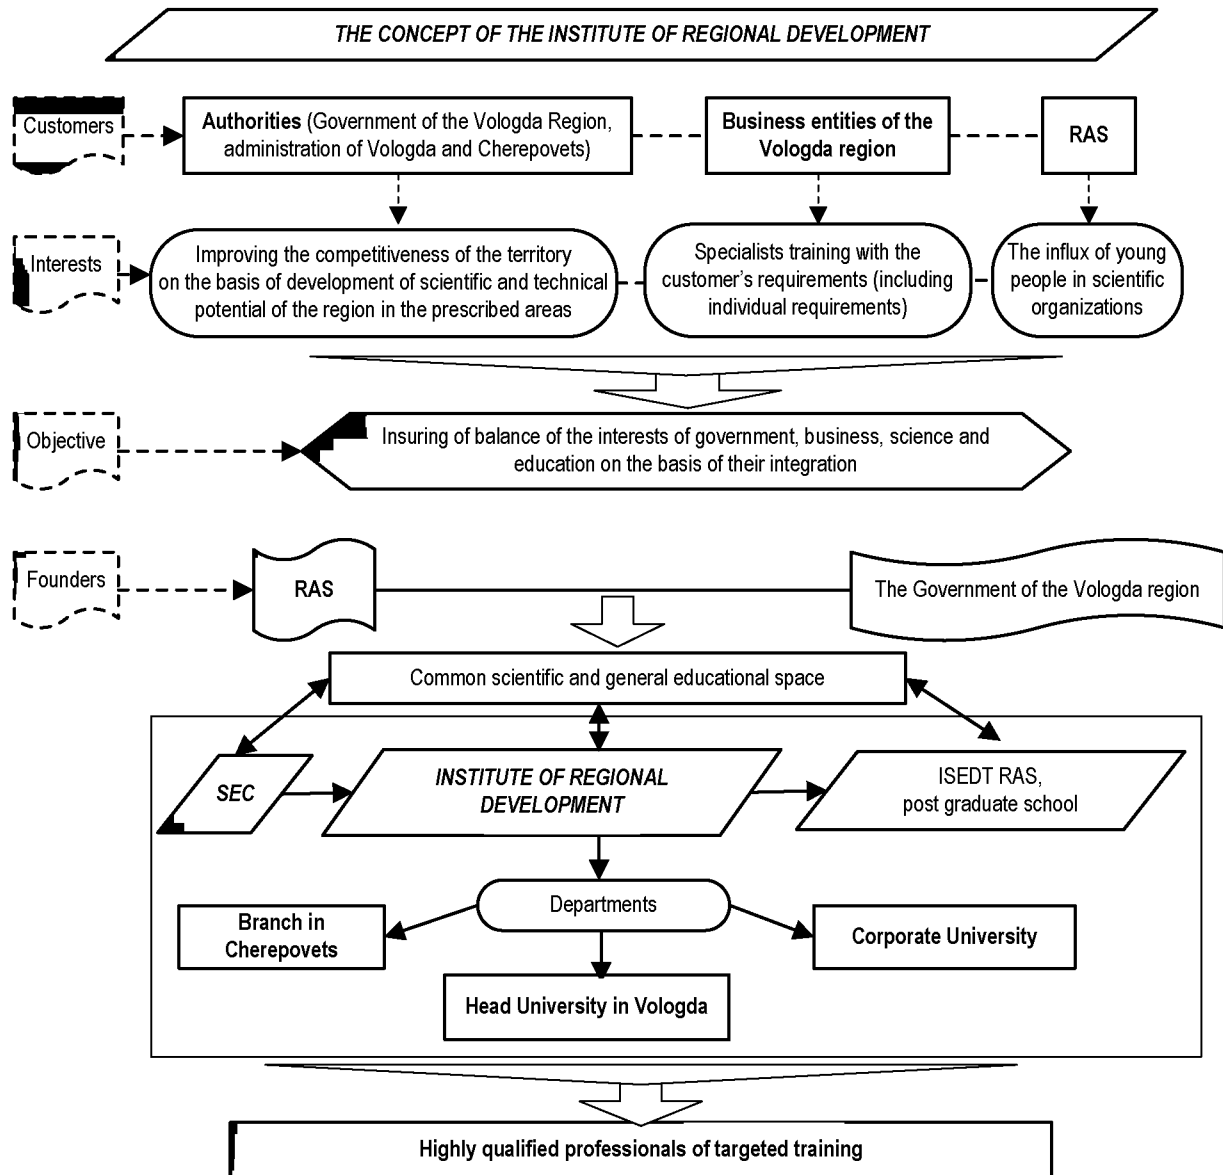 THE CONCEPT OF THE INSTITUTE OF REGIONAL DEVELOPMENT
Customers
Authorities (Government of the Vologda Region,
administration of Vologda and Cherepovets)
Business entities of the
Vologda region
RAS
Interests
Improving the competitiveness of the territory
on the basis of development of scientific and technical
potential of the region in the prescribed areas
Specialists training with the
customer's requirements (including
individual requirements)
The influx of young
people in scientific
organizations
Objective
Insuring of balance of the interests of government, business, science and
education on the basis of their integration
Founders
RAS
The Government of the Vologda region
Common scientific and general educational space
SEC
INSTITUTE OF REGIONAL
DEVELOPMENT
ISEDT RAS,
post graduate school
Departments
Branch in
Cherepovets
Corporate University
Head University in Vologda
Highly qualified professionals of targeted training